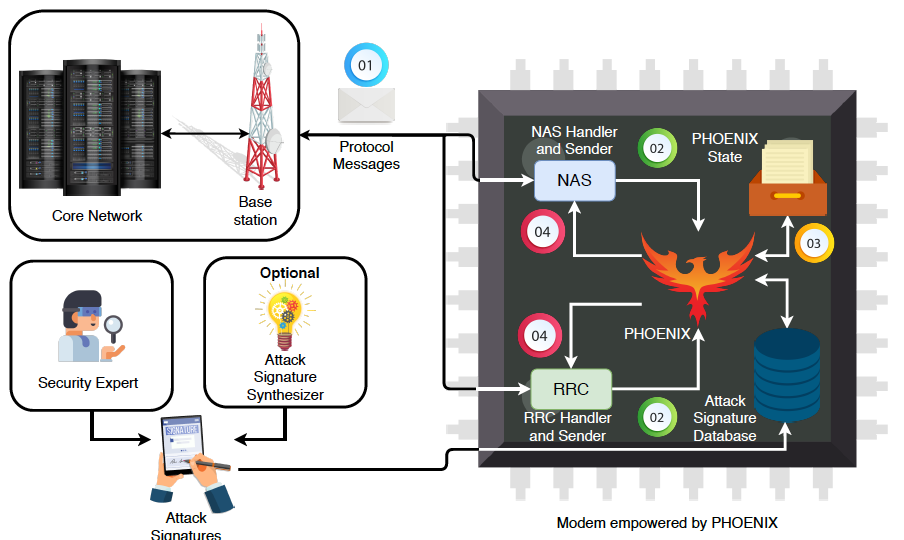 Core Network
Base
station
01
Protocol
Messages
NAS Handler
and Sender
02
PHOENIX
State
NAS
04
03
PHOENIX
04
RRC
RRC Handler
and Sender
02
Attack
Signature
Database
Security Expert
Optional
Attack
Signature
Synthesizer
SIGNATURE
Attack
Signatures
Modem empowered by PHOENIX